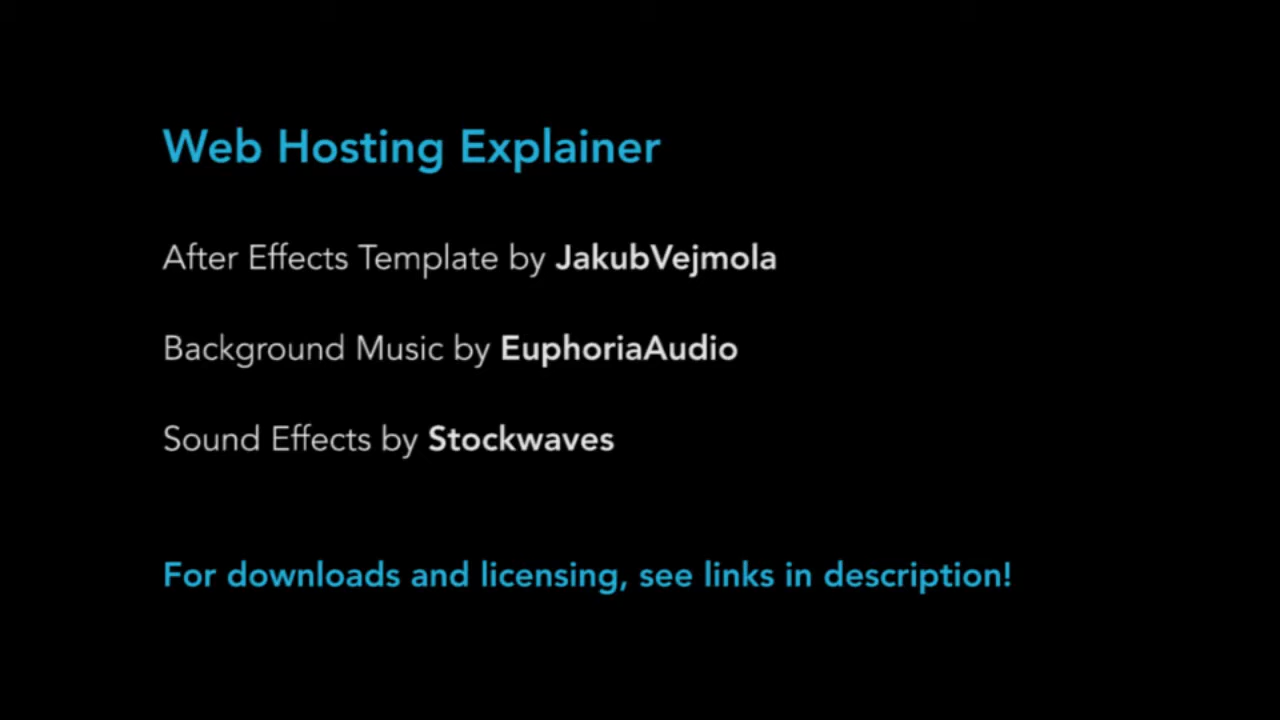 Web Hosting Explainer
After Effects Template by JakubVejmola
Background Music by EuphoriaAudio
Sound Effects by Stockwaves
For downloads and licensing, see links in description!